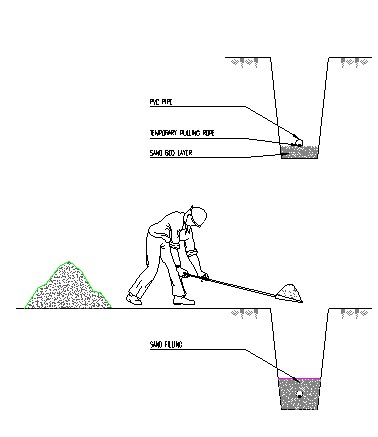 PVC PIPE
TEMPORARY PULLING ROPE
SAND BED LAYER
SAND FILLING